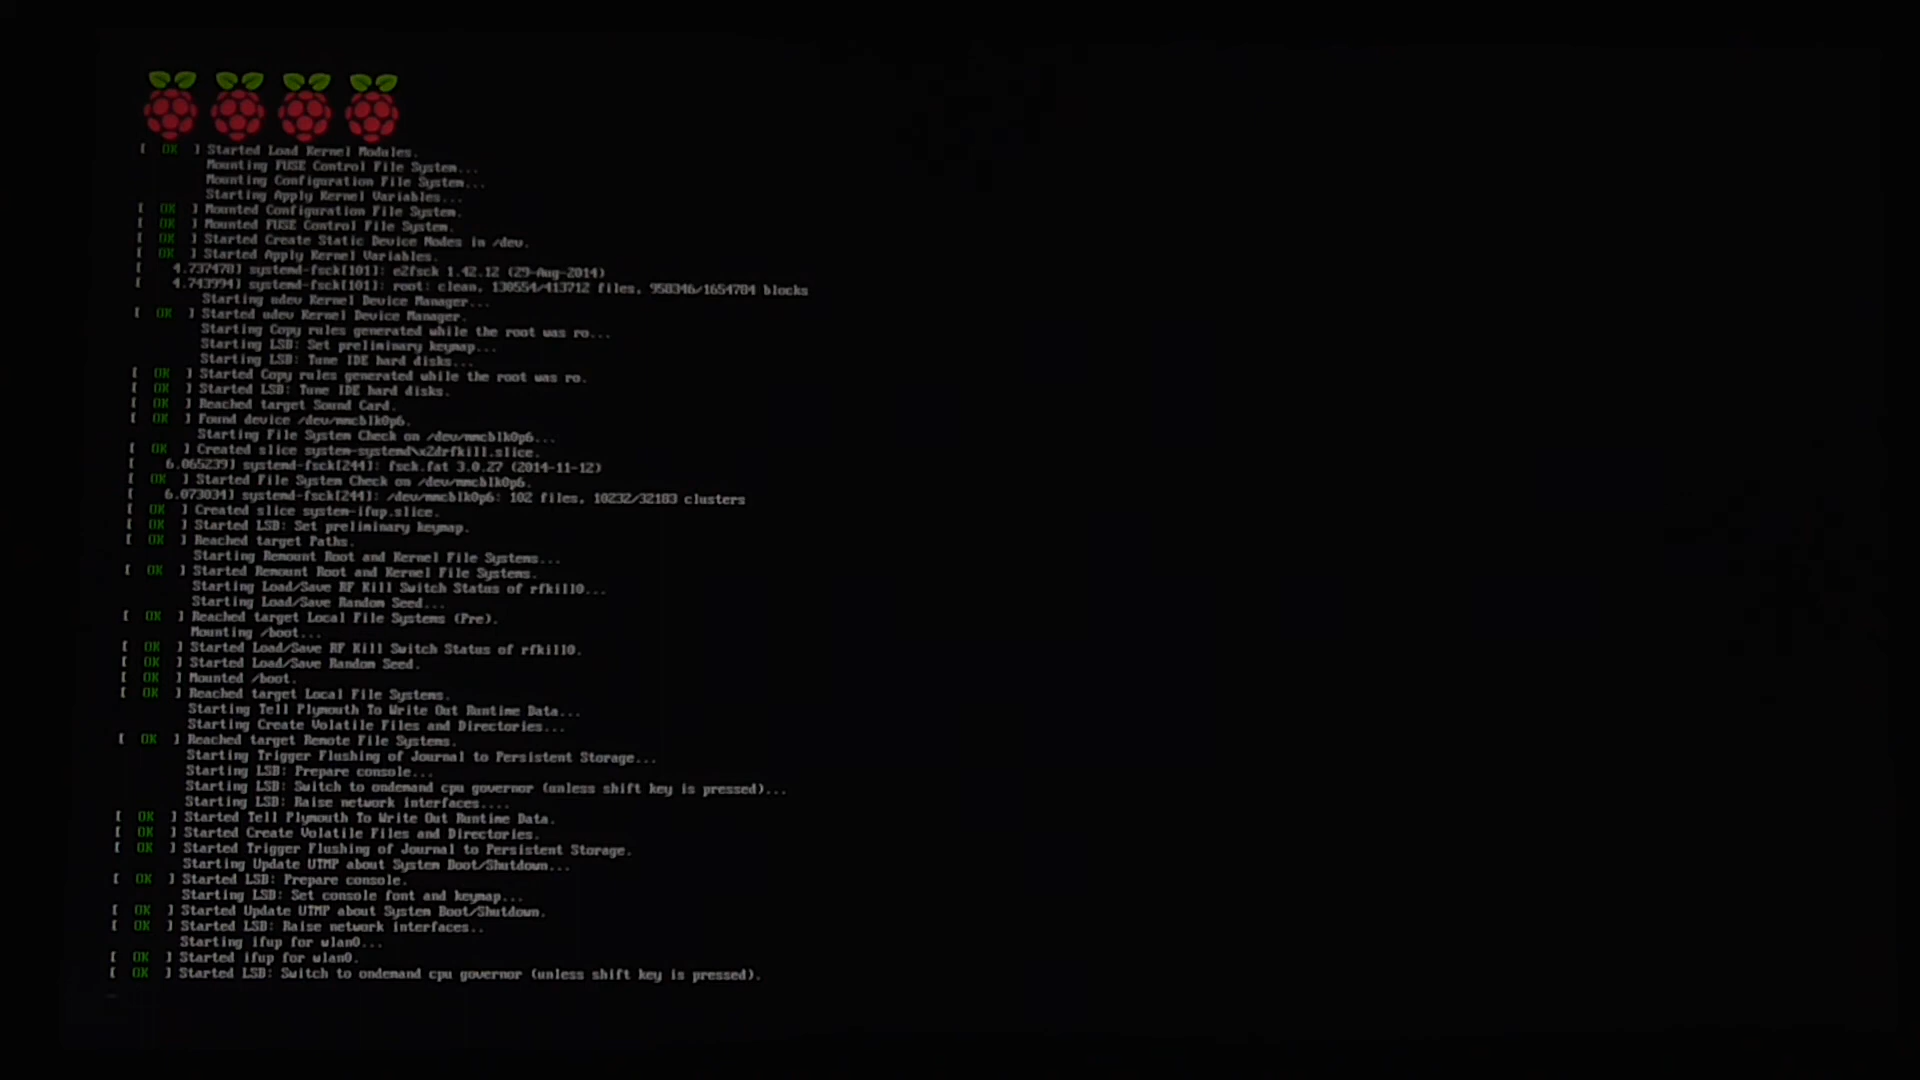 [ OK ] Started Load Kernel Modules.
Mounting FUSE Control File System...
Mounting Configuration File System...
Starting Apply Kernel Variables...
[ OK ] Mounted Configuration File System.
[ OK ] Mounted FUSE Control File System.
[ OK ] Started Create Static Device Nodes in /dev.
[ OK ] Started Apply Kernel Variables.
[ 4.737478] systemd-fsck[101]: e2fsck 1.42.12 (29-Aug-2014)
[ 4.743994] systemd-fsck[101]: root: clean, 130554/413712 files, 958346/1654784 blocks
Starting udev Kernel Device Manager...
[ OK ] Started udev Kernel Device Manager.
Starting Copy rules generated while the root was ro...
Starting LSB: Set preliminary keymap...
Starting LSB: Tune IDE hard disks...
[ OK ] Started Copy rules generated while the root was ro.
[ OK ] Started LSB: Tune IDE hard disks.
[ OK ] Reached target Sound Card.
[ OK ] Found device /dev/mmcblk0p6.
Starting File System Check on /dev/mmcblk0p6...
[ OK ] Created slice system-systemd\x2drfkill.slice.
[ 6.065239] systemd-fsck[244]: fsck.fat 3.0.27 (2014-11-12)
[ OK ] Started File System Check on /dev/mmcblk0p6.
[ 6.073034] systemd-fsck[244]: /dev/mmcblk0p6: 102 files, 10232/32183 clusters
[ OK ] Created slice system-ifup.slice.
[ OK ] Started LSB: Set preliminary keymap.
[ OK ] Reached target Paths.
Starting Remount Root and Kernel File Systems...
[ OK ] Started Remount Root and Kernel File Systems.
Starting Load/Save RF Kill Switch Status of rfkill0...
Starting Load/Save Random Seed...
[ OK ] Reached target Local File Systems (Pre).
Mounting /boot...
[ OK ] Started Load/Save RF Kill Switch Status of rfkill0.
[ OK ] Started Load/Save Random Seed.
[ OK ] Mounted /boot.
[ OK ] Reached target Local File Systems.
Starting Tell Plymouth To Write Out Runtime Data...
Starting Create Volatile Files and Directories...
[ OK ] Reached target Remote File Systems.
Starting Trigger Flushing of Journal to Persistent Storage...
Starting LSB: Prepare console...
Starting LSB: Switch to ondemand cpu governor (unless shift key is pressed)...
Starting LSB: Raise network interfaces....
[ OK ] Started Tell Plymouth To Write Out Runtime Data.
[ OK ] Started Create Volatile Files and Directories.
[ OK ] Started Trigger Flushing of Journal to Persistent Storage.
Starting Update UTMP about System Boot/Shutdown...
[ OK ] Started LSB: Prepare console.
Starting LSB: Set console font and keymap...
[ OK ] Started Update UTMP about System Boot/Shutdown.
[ OK ] Started LSB: Raise network interfaces..
Starting ifup for wlan0...
[ OK ] Started ifup for wlan0.
[ OK ] Started LSB: Switch to ondemand cpu governor (unless shift key is pressed).